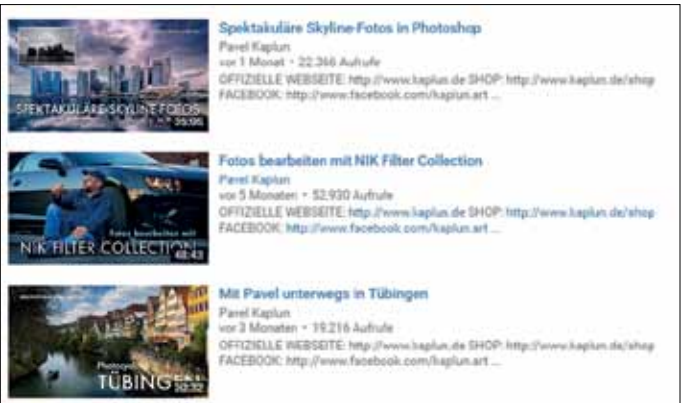 SPEKTAKULÄRE SKYLINE-FOTOS
35:05
Spektakuläre Skyline-Fotos in Photoshop
Pavel Kaplun
vor 1 Monat • 22.366 Aufrufe
OFFIZIELLE WEBSEITE: http://www.kaplun.de SHOP: http://www.kaplun.de/shop
FACEBOOK: http://www.facebook.com/kaplun.art ...
Fotos bearbeiten mit
NIK FILTER COLLECTION
48:43
Fotos bearbeiten mit NIK Filter Collection
Pavel Kaplun
vor 5 Monaten • 52.930 Aufrufe
OFFIZIELLE WEBSEITE: http://www.kaplun.de SHOP: http://www.kaplun.de/shop
FACEBOOK: http://www.facebook.com/kaplun.art ...
TÜBING
Mit Pavel unterwegs in Tübingen
Pavel Kaplun
vor 3 Monaten • 19.216 Aufrufe
OFFIZIELLE WEBSEITE: http://www.kaplun.de SHOP: http://www.kaplun.de/shop
FACEBOOK: http://www.facebook.com/kaplun.art ...